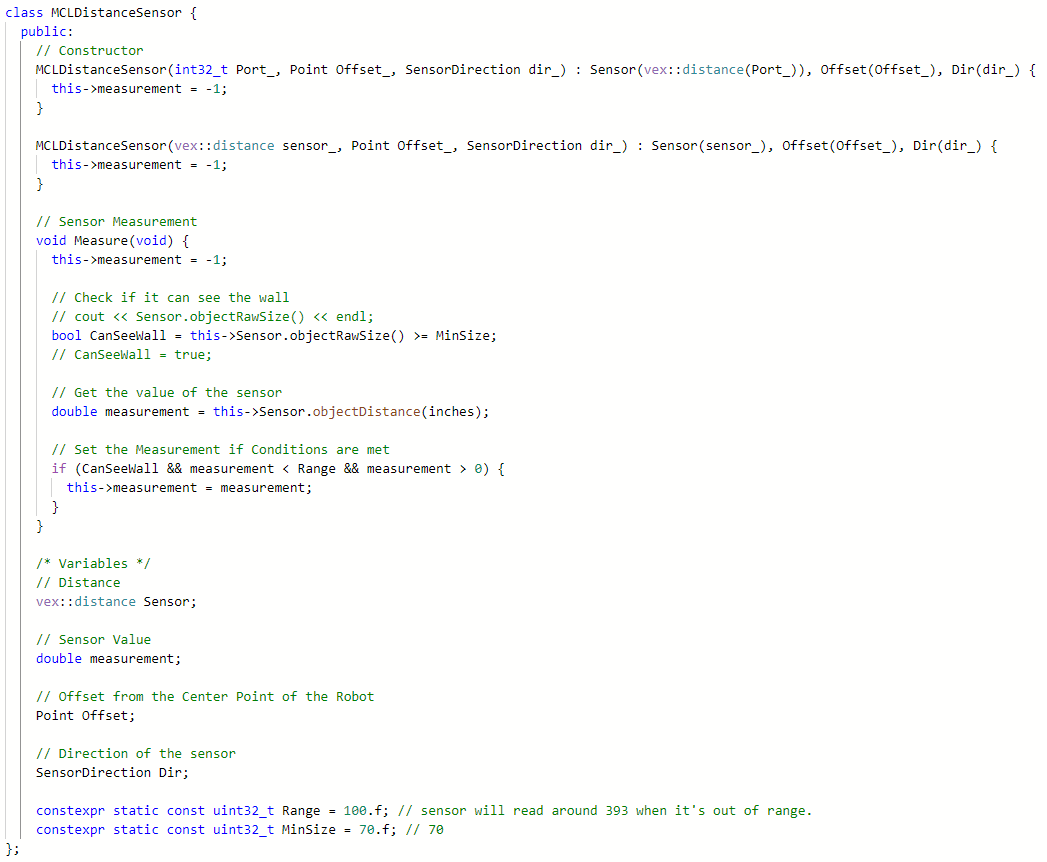 class MCLDistanceSensor {
  public:
    // Constructor
    MCLDistanceSensor(int32_t Port_, Point Offset_, SensorDirection dir_) : Sensor(vex::distance(Port_)), Offset(Offset_), Dir(dir_) {
      this->measurement = -1;
    }

    MCLDistanceSensor(vex::distance sensor_, Point Offset_, SensorDirection dir_) : Sensor(sensor_), Offset(Offset_), Dir(dir_) {
      this->measurement = -1;
    }

    // Sensor Measurement
    void Measure(void) {
      this->measurement = -1;

      // Check if it can see the wall
      // cout << Sensor.objectRawSize() << endl;
      bool CanSeeWall = this->Sensor.objectRawSize() >= MinSize;
      // CanSeeWall = true;

      // Get the value of the sensor
      double measurement = this->Sensor.objectDistance(inches);

      // Set the Measurement if Conditions are met
      if (CanSeeWall && measurement < Range && measurement > 0) {
        this->measurement = measurement;
      }
    }

    /* Variables */
    // Distance
    vex::distance Sensor;

    // Sensor Value
    double measurement;

    // Offset from the Center Point of the Robot
    Point Offset;

    // Direction of the sensor
    SensorDirection Dir;

    constexpr static const uint32_t Range = 100.f; // sensor will read around 393 when it's out of range.
    constexpr static const uint32_t MinSize = 70.f; // 70
};